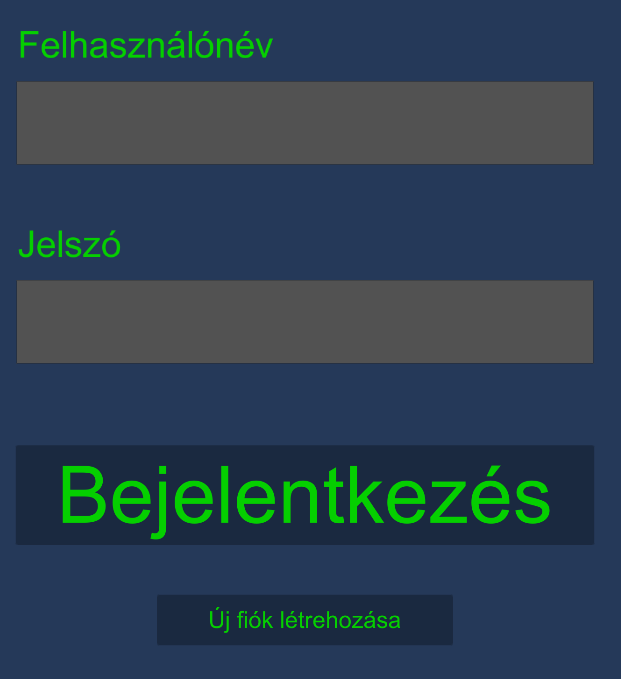 Felhasználónév
Jelszó
Bejelentkezés
Új fiók létrehozása